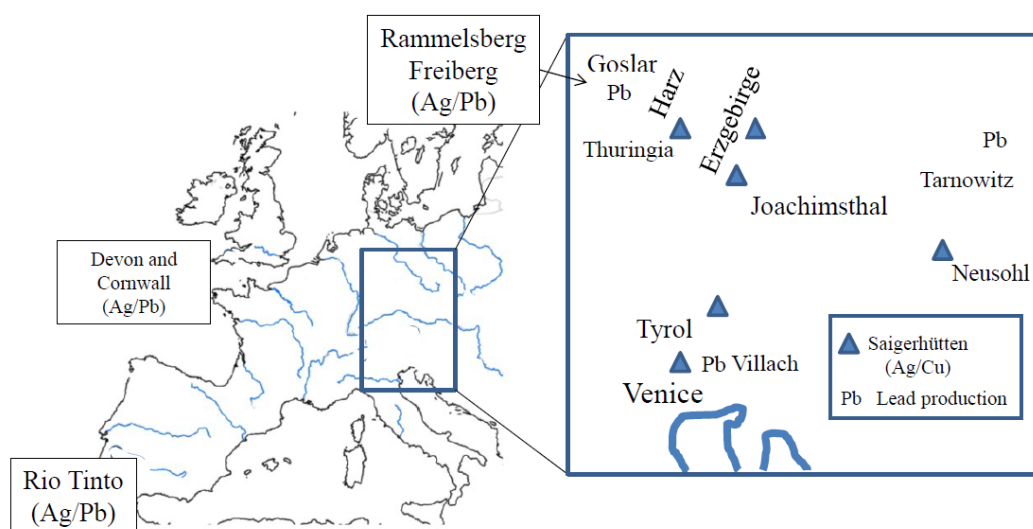 Rammelsberg
Freiberg
(Ag/Pb)
Goslar
Pb
Harz
Erzgebirge
Thuringia
Pb
Tarnowitz
Joachimsthal
Neusohl
Devon and
Cornwall
(Ag/Pb)
Tyrol
Pb Villach
Venice
Saigerhütten
(Ag/Cu)
Pb Lead production
Rio Tinto
(Ag/Pb)